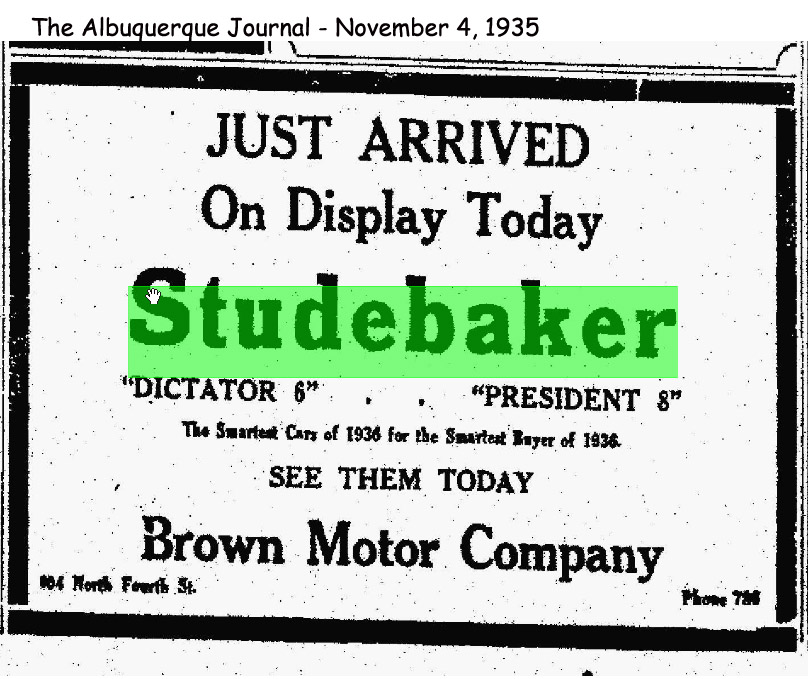 The Albuquerque Journal - November 4, 1935
JUST ARRIVED
On Display Today
Studebaker
"DICTATOR 6" . . "PRESIDENT 8"
The Smartest Cars of 1936 for the Smartest Buyer of 1936.
SEE THEM TODAY
Brown Motor Company
North Fourth St.
Phone